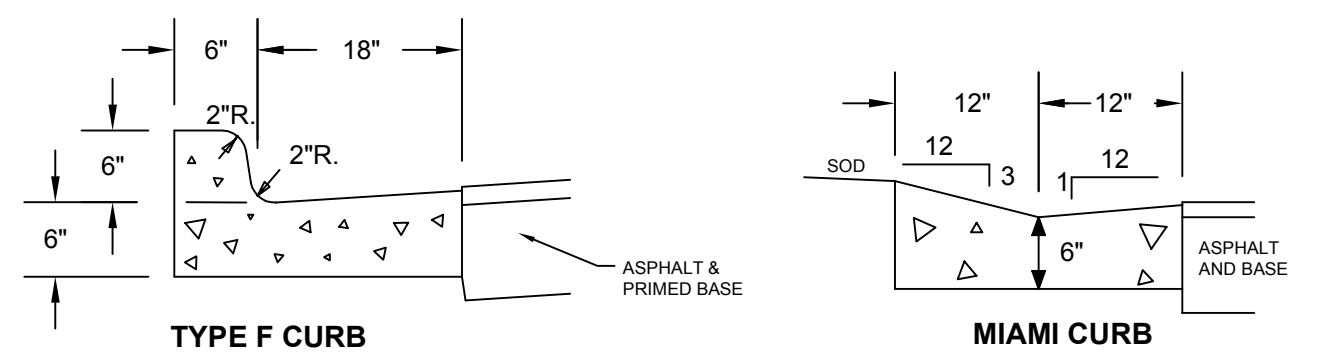 6"
18"
2"R.
2"R.
6"
6"
ASPHALT &
PRIMED BASE
TYPE F CURB
12"
12"
12
3
12
1
SOD
6"
ASPHALT
AND BASE
MIAMI CURB